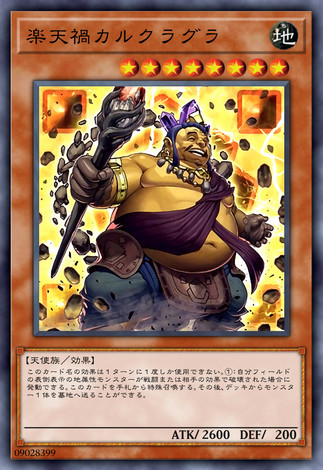 楽天禍カルクラグラ
地
【天使族／効果】
このカード名の効果は１ターンに１度しか使用できない。①：自分フィールド
の表側表示の地属性モンスターが戦闘または相手の効果で破壊された場合に
発動できる。このカードを手札から特殊召喚する。その後、デッキからモンスタ
ー１体を墓地へ送ることができる。
ATK/ 2600 DEF/ 200
09028399